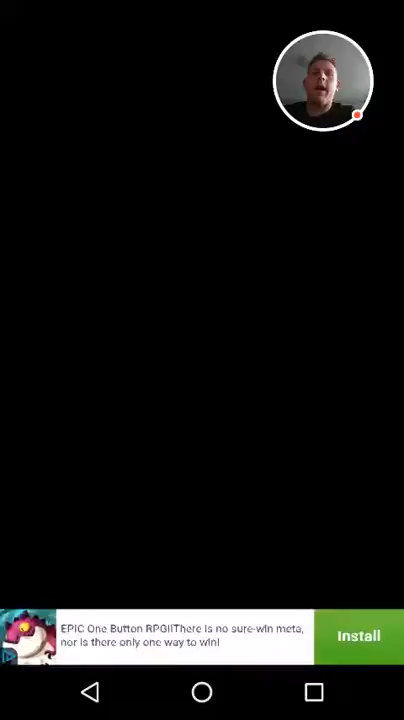 EPIC One Button RPG!!There is no sure-win meta,
nor is there only one way to win!
Install